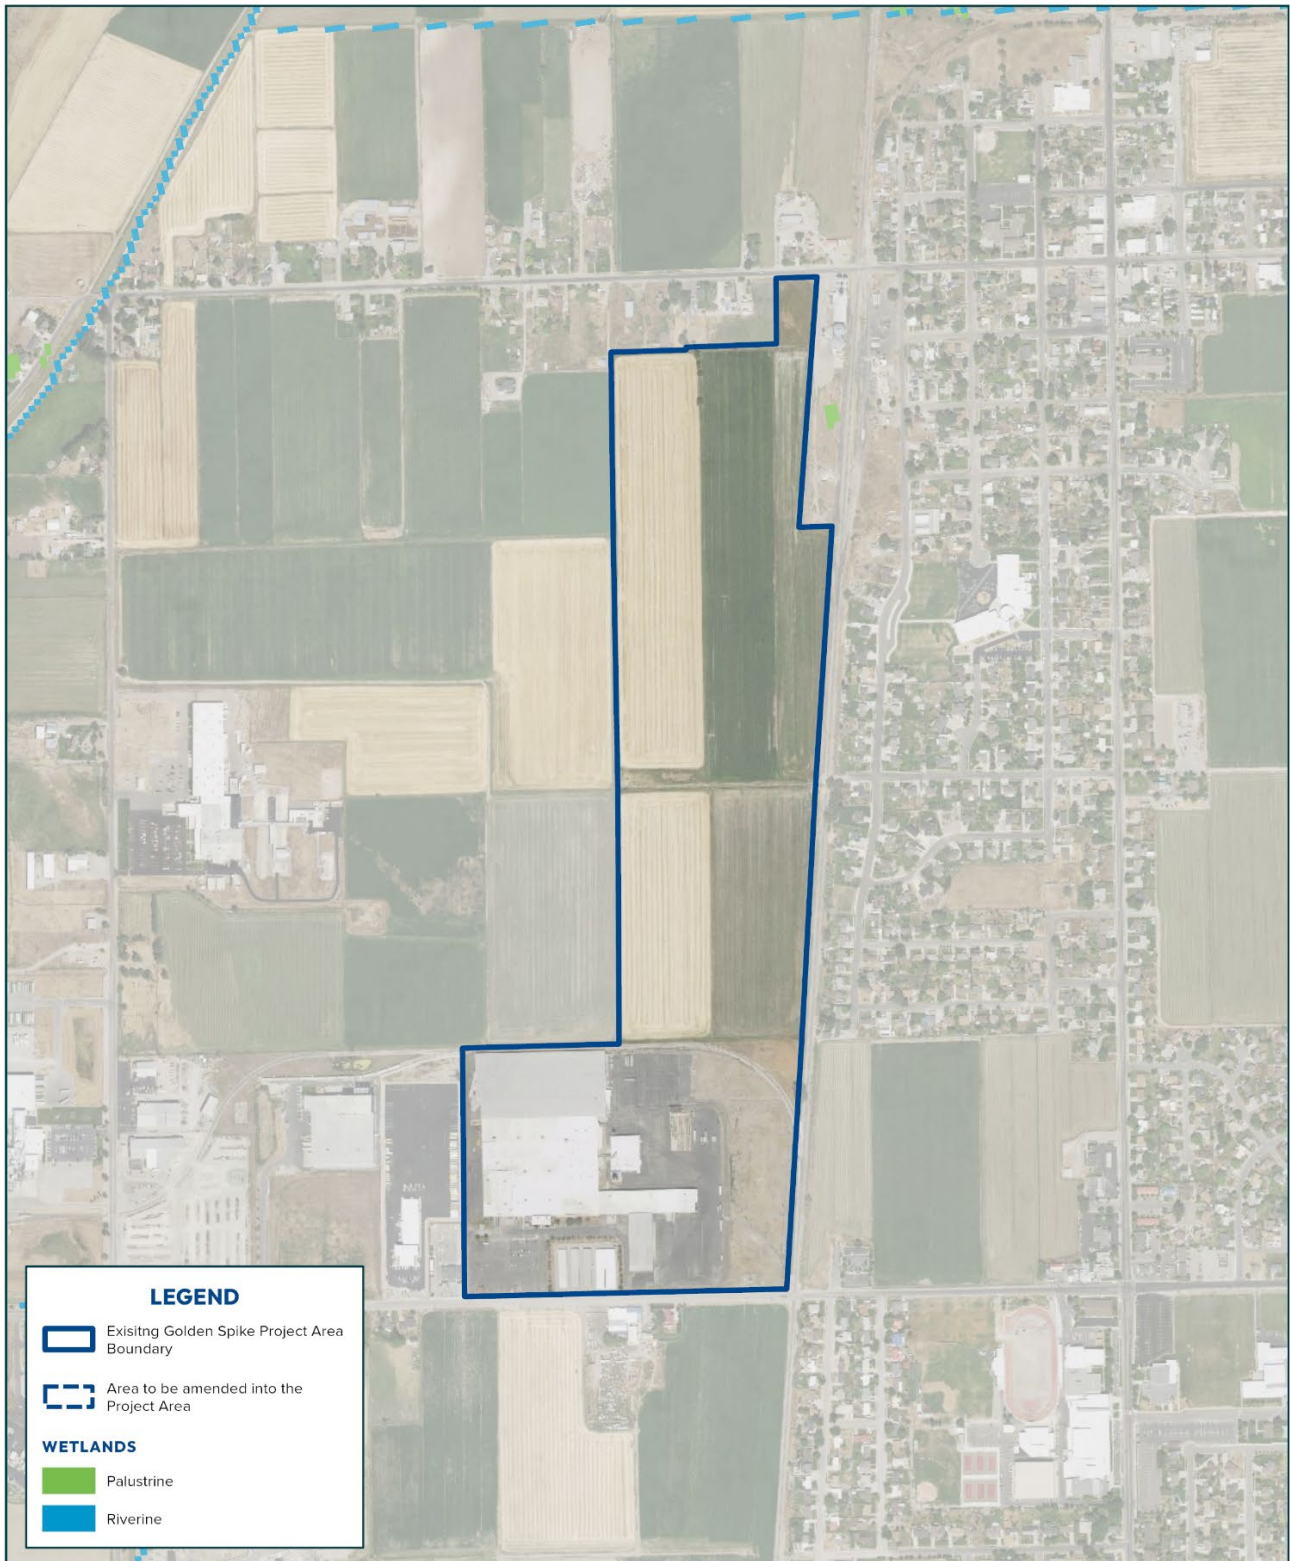 LEGEND
Exisitng Golden Spike Project Area
Boundary
Area to be amended into the
Project Area
WETLANDS
Palustrine
Riverine